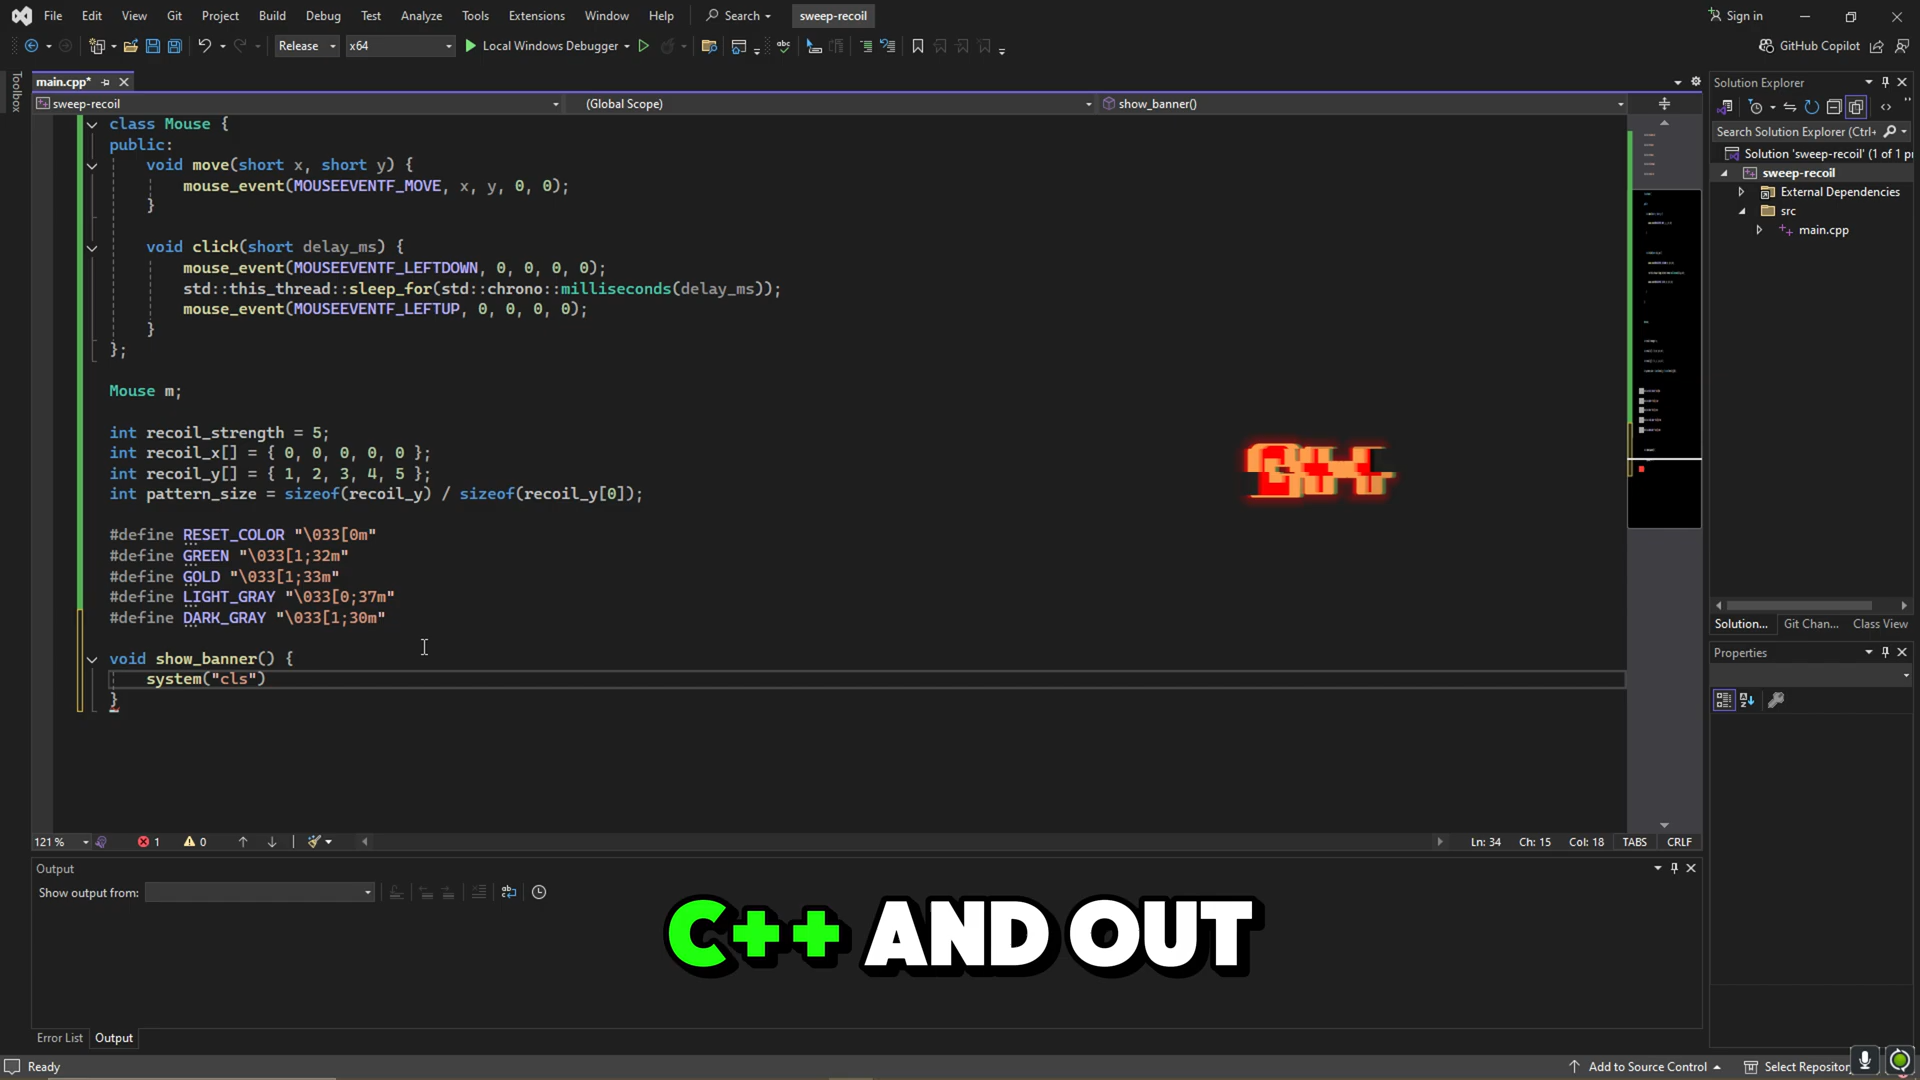 File Edit View Git Project Build Debug Test Analyze Tools Extensions Window Help Search sweep-recoil Sign in
Release x64 Local Windows Debugger GitHub Copilot
Toolbox
main.cpp*
sweep-recoil (Global Scope) show_banner()
class Mouse {
public:
void move(short x, short y) {
mouse_event(MOUSEEVENTF_MOVE, x, y, 0, 0);
}
void click(short delay_ms) {
mouse_event(MOUSEEVENTF_LEFTDOWN, 0, 0, 0, 0);
std::this_thread::sleep_for(std::chrono::milliseconds(delay_ms));
mouse_event(MOUSEEVENTF_LEFTUP, 0, 0, 0, 0);
}
};
Mouse m;
int recoil_strength = 5;
int recoil_x[] = { 0, 0, 0, 0, 0 };
int recoil_y[] = { 1, 2, 3, 4, 5 };
int pattern_size = sizeof(recoil_y) / sizeof(recoil_y[0]);
#define RESET_COLOR "\033[0m"
#define GREEN "\033[1;32m"
#define GOLD "\033[1;33m"
#define LIGHT_GRAY "\033[0;37m"
#define DARK_GRAY "\033[1;30m"
void show_banner() {
system("cls")
}
121 % 1 0 Ln: 34 Ch: 15 Col: 18 TABS CRLF
Output
Show output from:
C++ AND OUT
Error List Output
Ready Add to Source Control Select Repository
Solution Explorer
Search Solution Explorer (Ctrl+
Solution 'sweep-recoil' (1 of 1 pr
sweep-recoil
External Dependencies
src
main.cpp
Solution... Git Chan... Class View
Properties